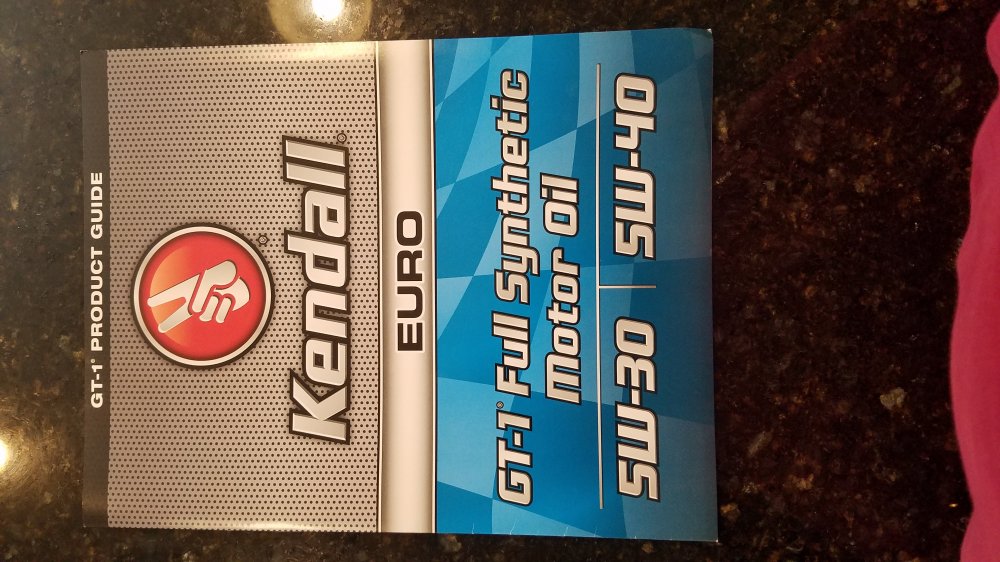 GT-1® PRODUCT GUIDE
Kendall®
EURO
GT-1® Full Synthetic
Motor Oil
5W-30 5W-40